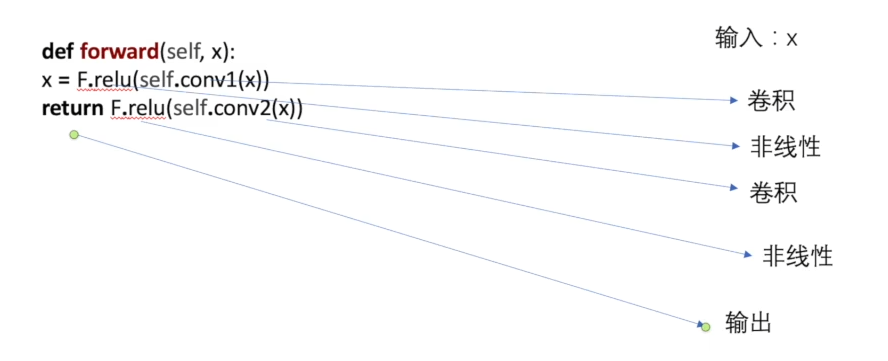 def forward(self, x):
x = F.relu(self.conv1(x))
return F.relu(self.conv2(x))
输入：x
卷积
非线性
卷积
非线性
输出